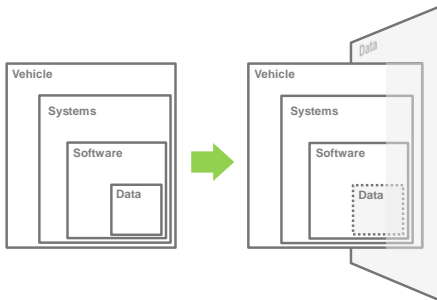 Data
Vehicle
Vehicle
Systems
Systems
Software
Software
Data
Data